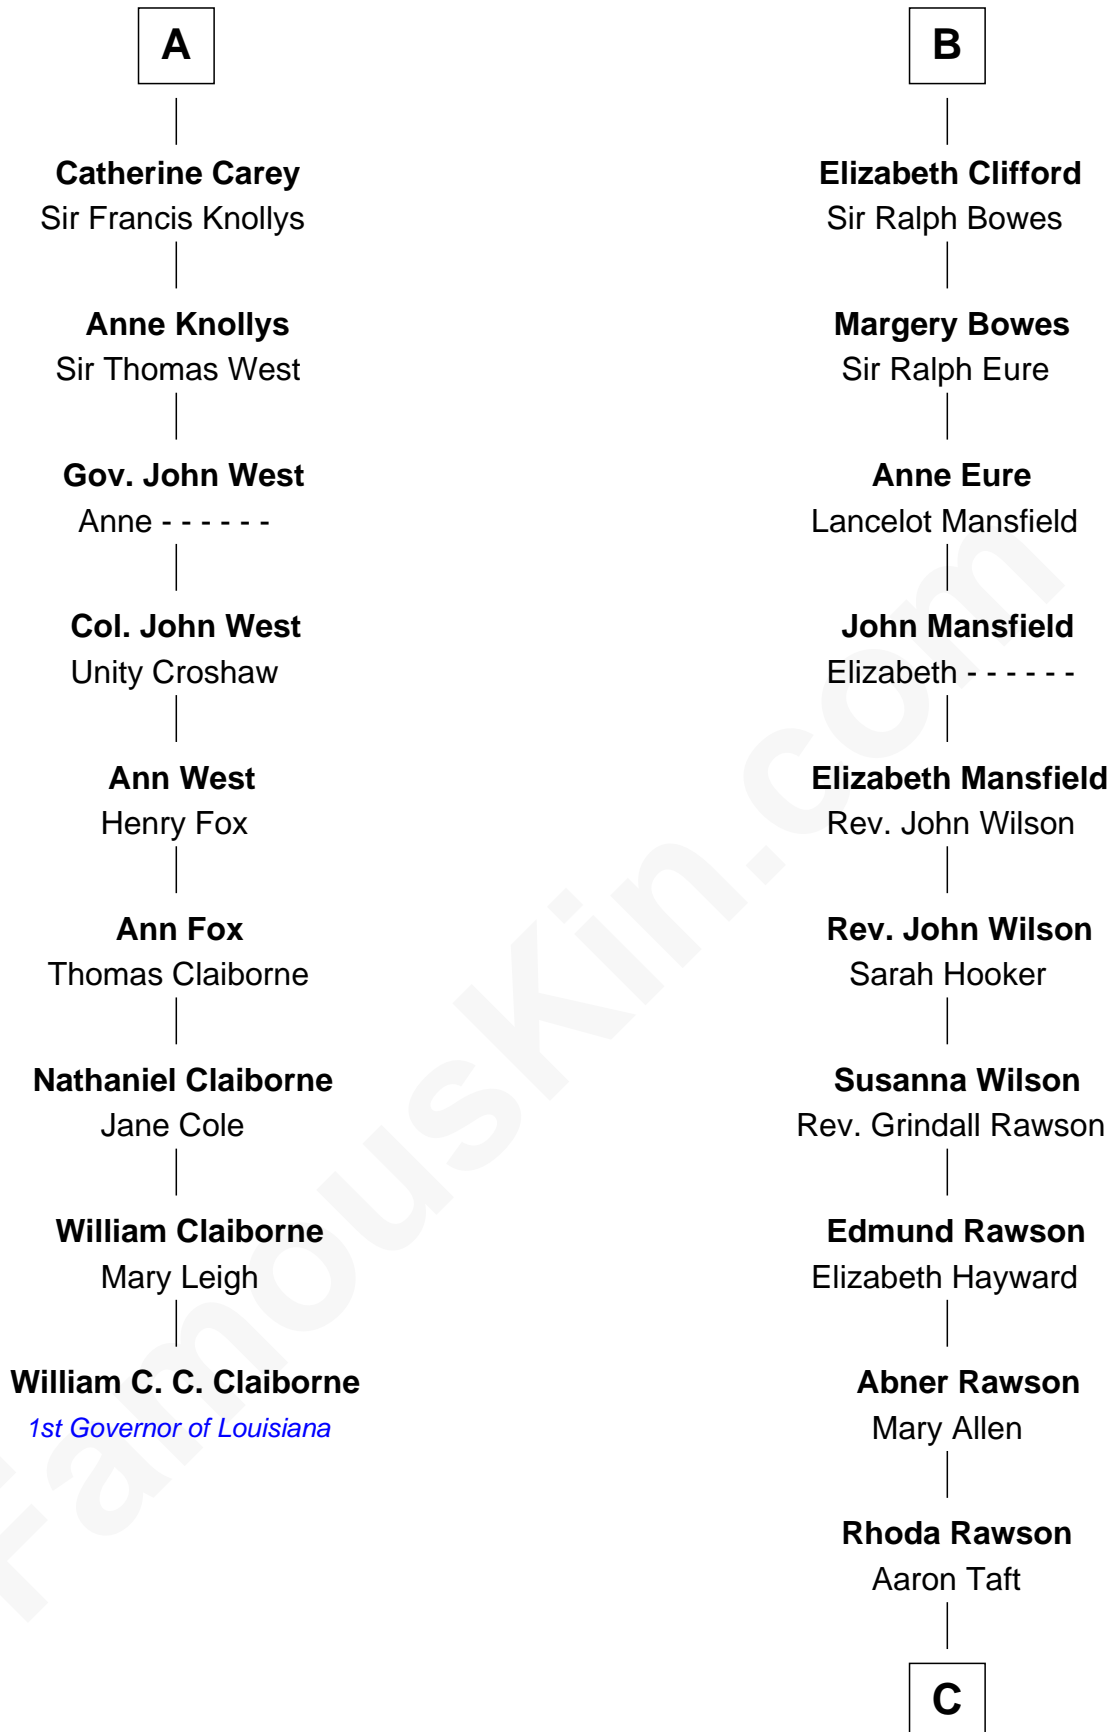 A
Catherine Carey
Sir Francis Knollys
Anne Knollys
Sir Thomas West
Gov. John West
Anne - - - - - -
Col. John West
Unity Croshaw
Ann West
Henry Fox
Ann Fox
Thomas Claiborne
Nathaniel Claiborne
Jane Cole
William Claiborne
Mary Leigh
William C. C. Claiborne
1st Governor of Louisiana
B
Elizabeth Clifford
Sir Ralph Bowes
Margery Bowes
Sir Ralph Eure
Anne Eure
Lancelot Mansfield
John Mansfield
Elizabeth - - - - - -
Elizabeth Mansfield
Rev. John Wilson
Rev. John Wilson
Sarah Hooker
Susanna Wilson
Rev. Grindall Rawson
Edmund Rawson
Elizabeth Hayward
Abner Rawson
Mary Allen
Rhoda Rawson
Aaron Taft
C
FamousKin.com